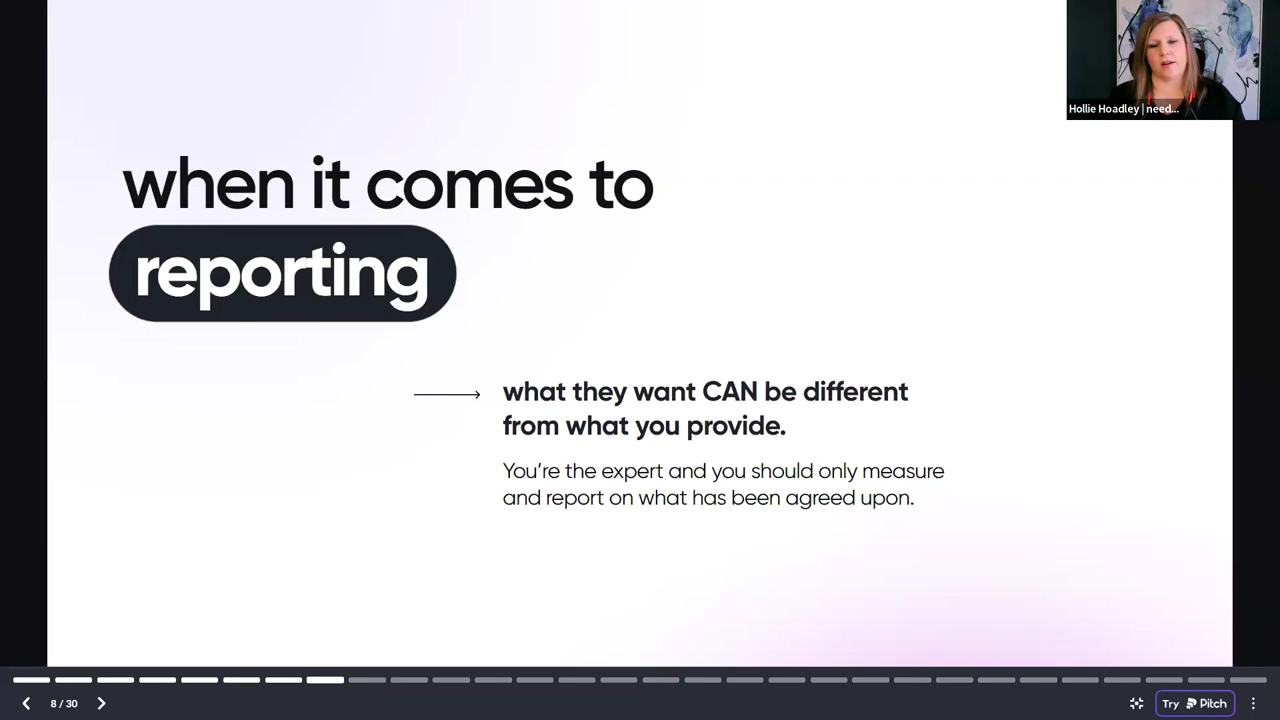 Hollie Hoadley | need...
when it comes to
reporting
what they want CAN be different
from what you provide.
You're the expert and you should only measure
and report on what has been agreed upon.
8 / 30
Try Pitch